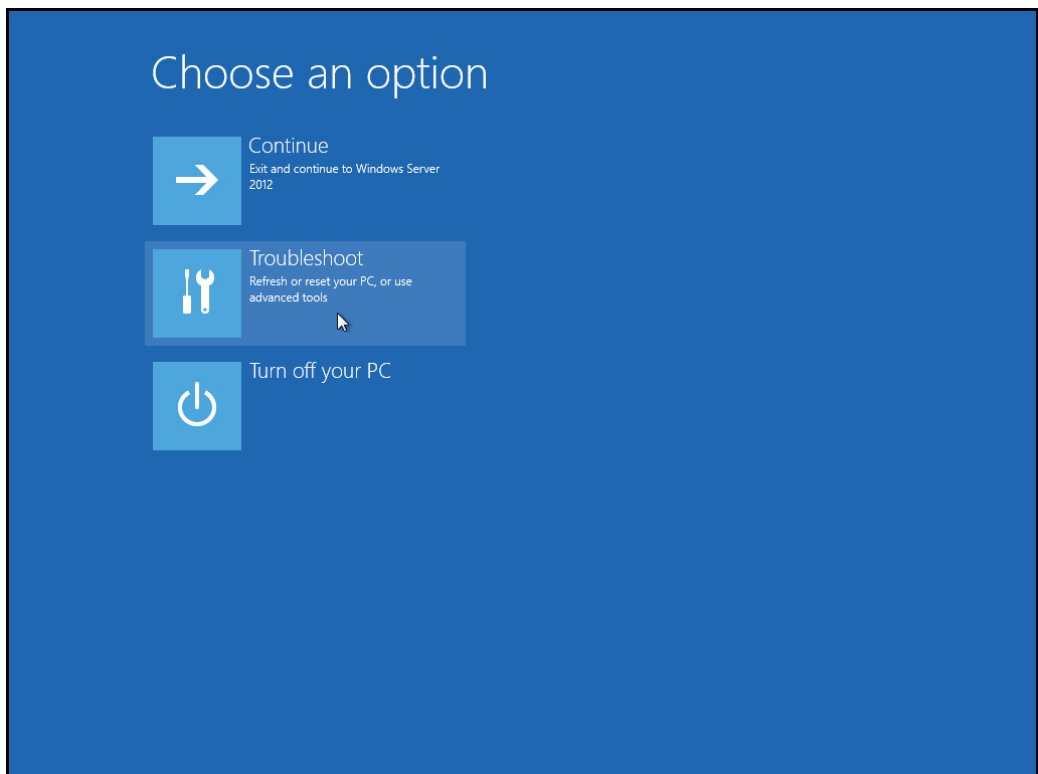 Choose an option
Continue
Exit and continue to Windows Server
2012
Troubleshoot
Refresh or reset your PC, or use
advanced tools
Turn off your PC